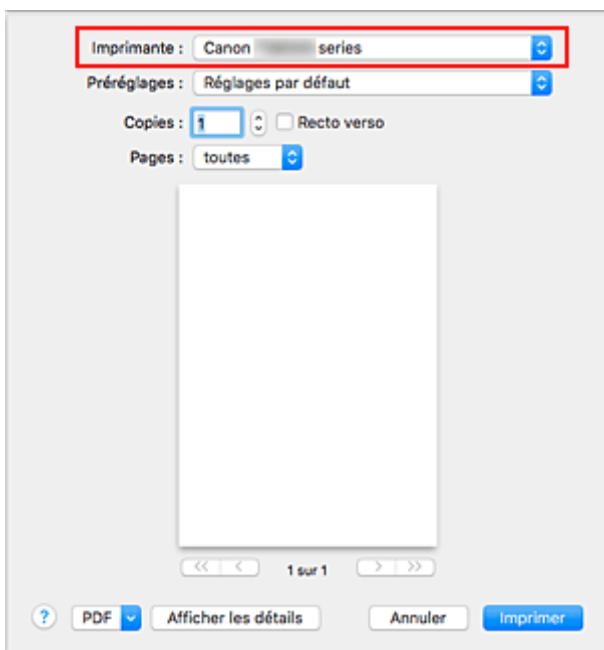 Imprimante : Canon series
Préréglages : Réglages par défaut
Copies : 1 Recto verso
Pages : toutes
<< < 1 sur 1 > >>
? PDF Afficher les détails Annuler Imprimer